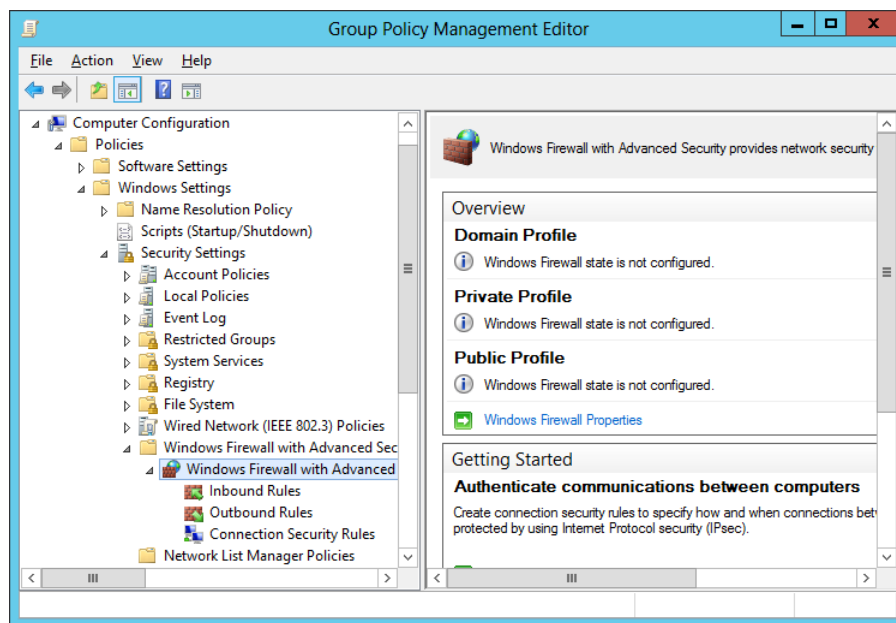 Group Policy Management Editor
File Action View Help
Computer Configuration
Policies
Software Settings
Windows Settings
Name Resolution Policy
Scripts (Startup/Shutdown)
Security Settings
Account Policies
Local Policies
Event Log
Restricted Groups
System Services
Registry
File System
Wired Network (IEEE 802.3) Policies
Windows Firewall with Advanced Sec
Windows Firewall with Advanced
Inbound Rules
Outbound Rules
Connection Security Rules
Network List Manager Policies
Windows Firewall with Advanced Security provides network security
Overview
Domain Profile
Windows Firewall state is not configured.
Private Profile
Windows Firewall state is not configured.
Public Profile
Windows Firewall state is not configured.
Windows Firewall Properties
Getting Started
Authenticate communications between computers
Create connection security rules to specify how and when connections bet
protected by using Internet Protocol security (IPsec).